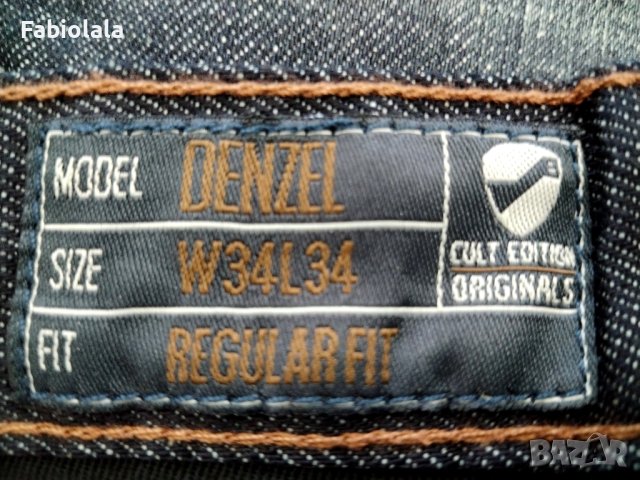 Fabiolala
MODEL DENZEL
SIZE W34L34
FIT REGULAR FIT
CULT EDITION
ORIGINALS
BAZAR